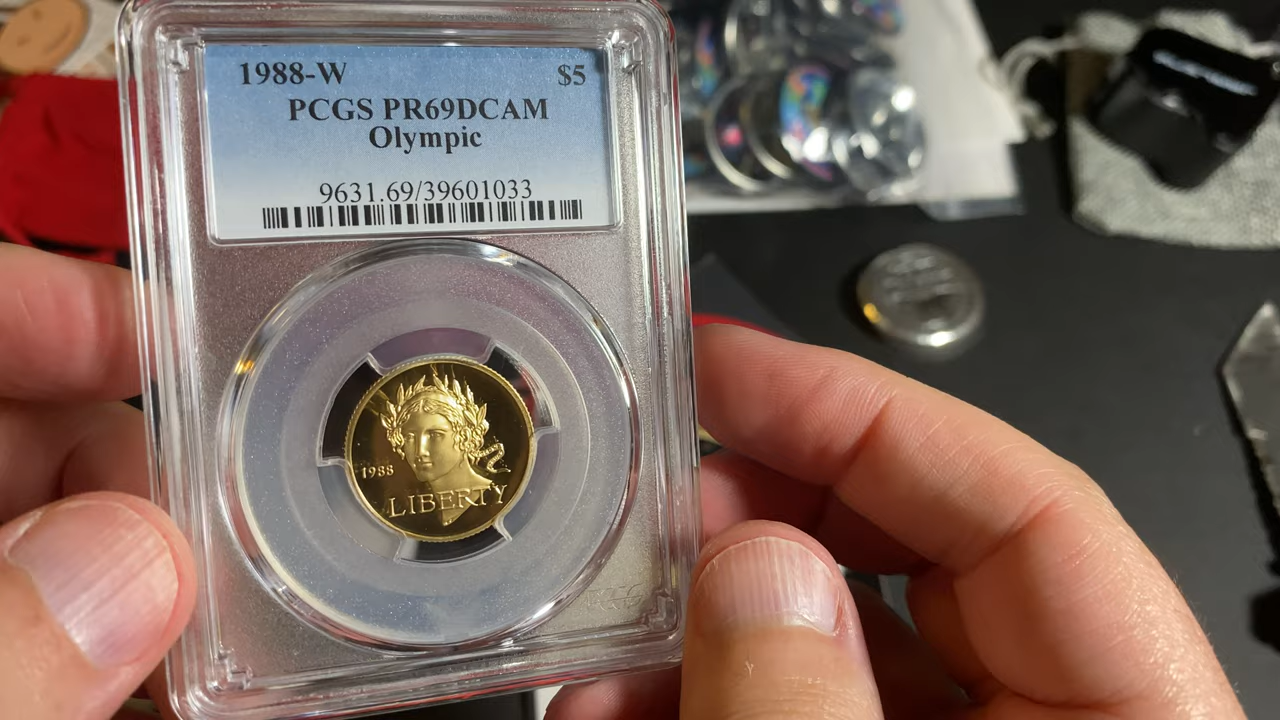 1988-W $5
PCGS PR69DCAM
Olympic
9631.69/39601033
1988
LIBERTY